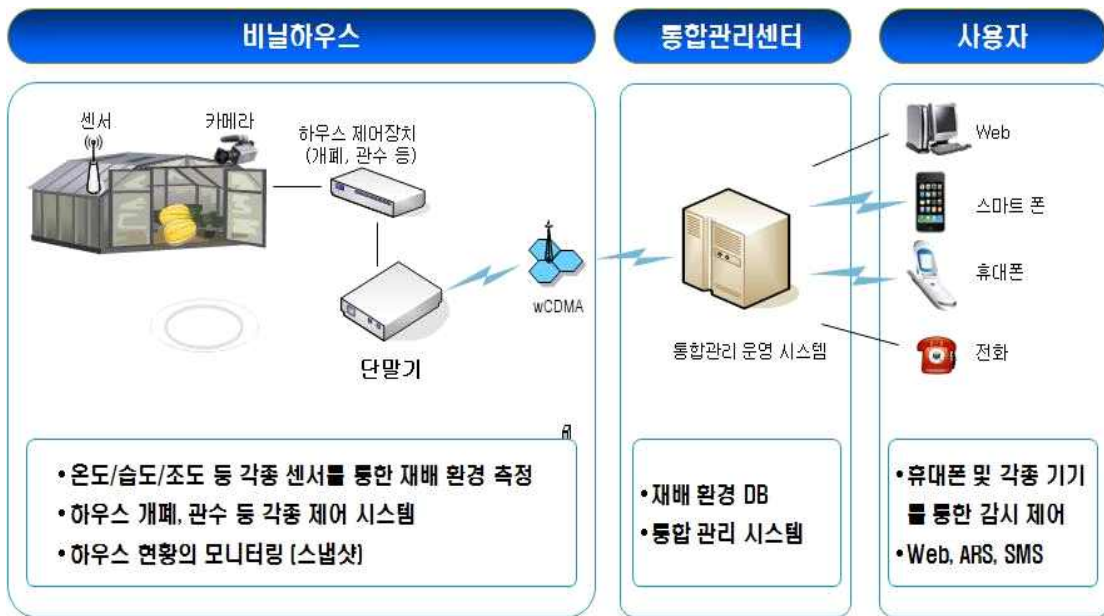 비닐하우스
통합관리센터
사용자
센서
카메라
하우스 제어장치
(개폐, 관수 등)
wCDMA
단말기
통합관리 운영 시스템
Web
스마트 폰
휴대폰
전화
•온도/습도/조도 등 각종 센서를 통한 재배 환경 측정
•하우스 개폐, 관수 등 각종 제어 시스템
•하우스 현황의 모니터링 (스냅샷)
•재배 환경 DB
•통합 관리 시스템
•휴대폰 및 각종 기기
를 통한 감시 제어
•Web, ARS, SMS